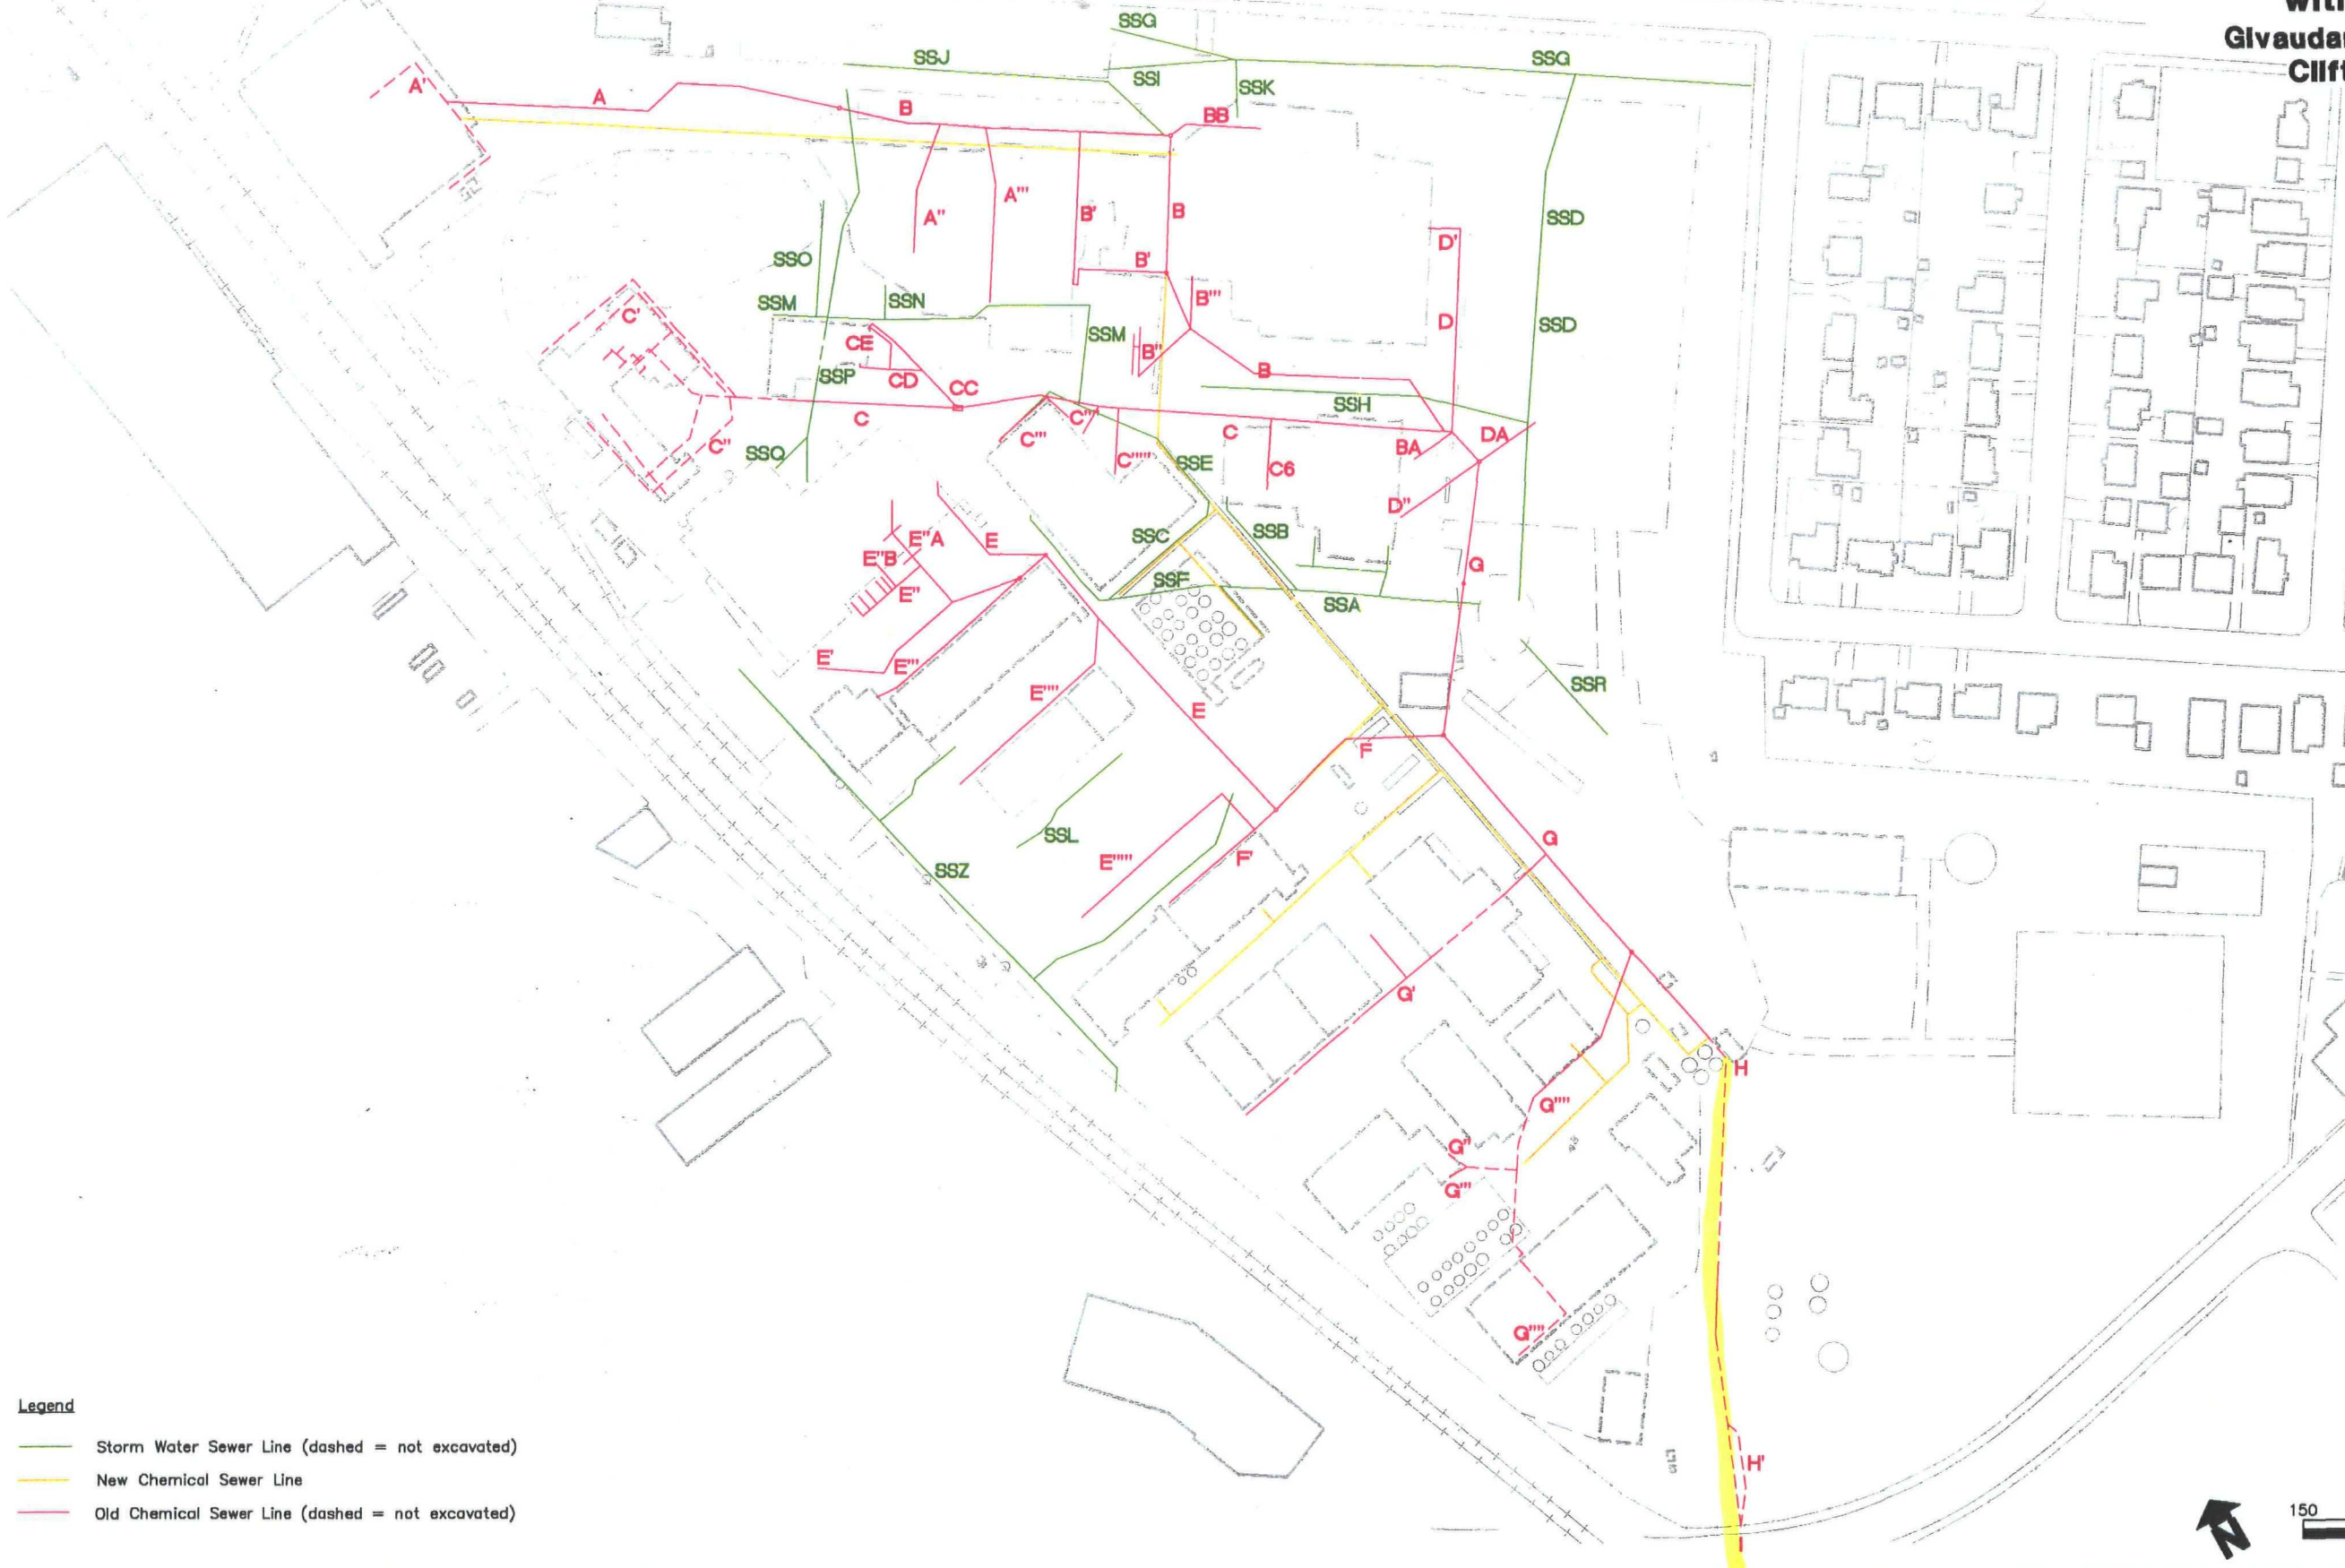 Givaudan
SSG
SSJ
SSI
SSG
SSK
A'
A
B
BB
A''
A'''
B'
B
SSD
SSO
B'
D'
SSM
SSN
B'''
C'
SSM
D
SSD
CE
B''
SSP
CD
CC
B
C
C'''
C''''
SSH
C
BA
DA
C''
SSQ
C'''''
SSE
C6
D''
E''A
E
SSC
SSB
E''B
E''
SSF
SSA
G
E'
E'''
E''''
E
SSR
F
SSL
SSZ
E'''''
F'
G
G'
H
G''''
G''
G'''
G''''
H'
Legend
Storm Water Sewer Line (dashed = not excavated)
New Chemical Sewer Line
Old Chemical Sewer Line (dashed = not excavated)
N
150